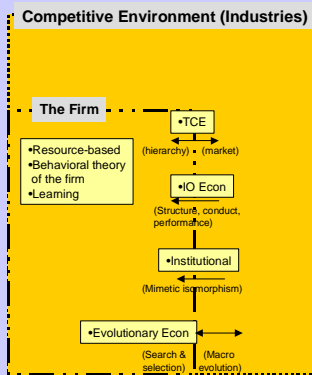 Competitive Environment (Industries)
The Firm
•TCE
(hierarchy) (market)
•Resource-based
•Behavioral theory
of the firm
•Learning
•IO Econ
(Structure, conduct,
performance)
•Institutional
(Mimetic isomorphism)
•Evolutionary Econ
(Search & (Macro
selection) evolution)